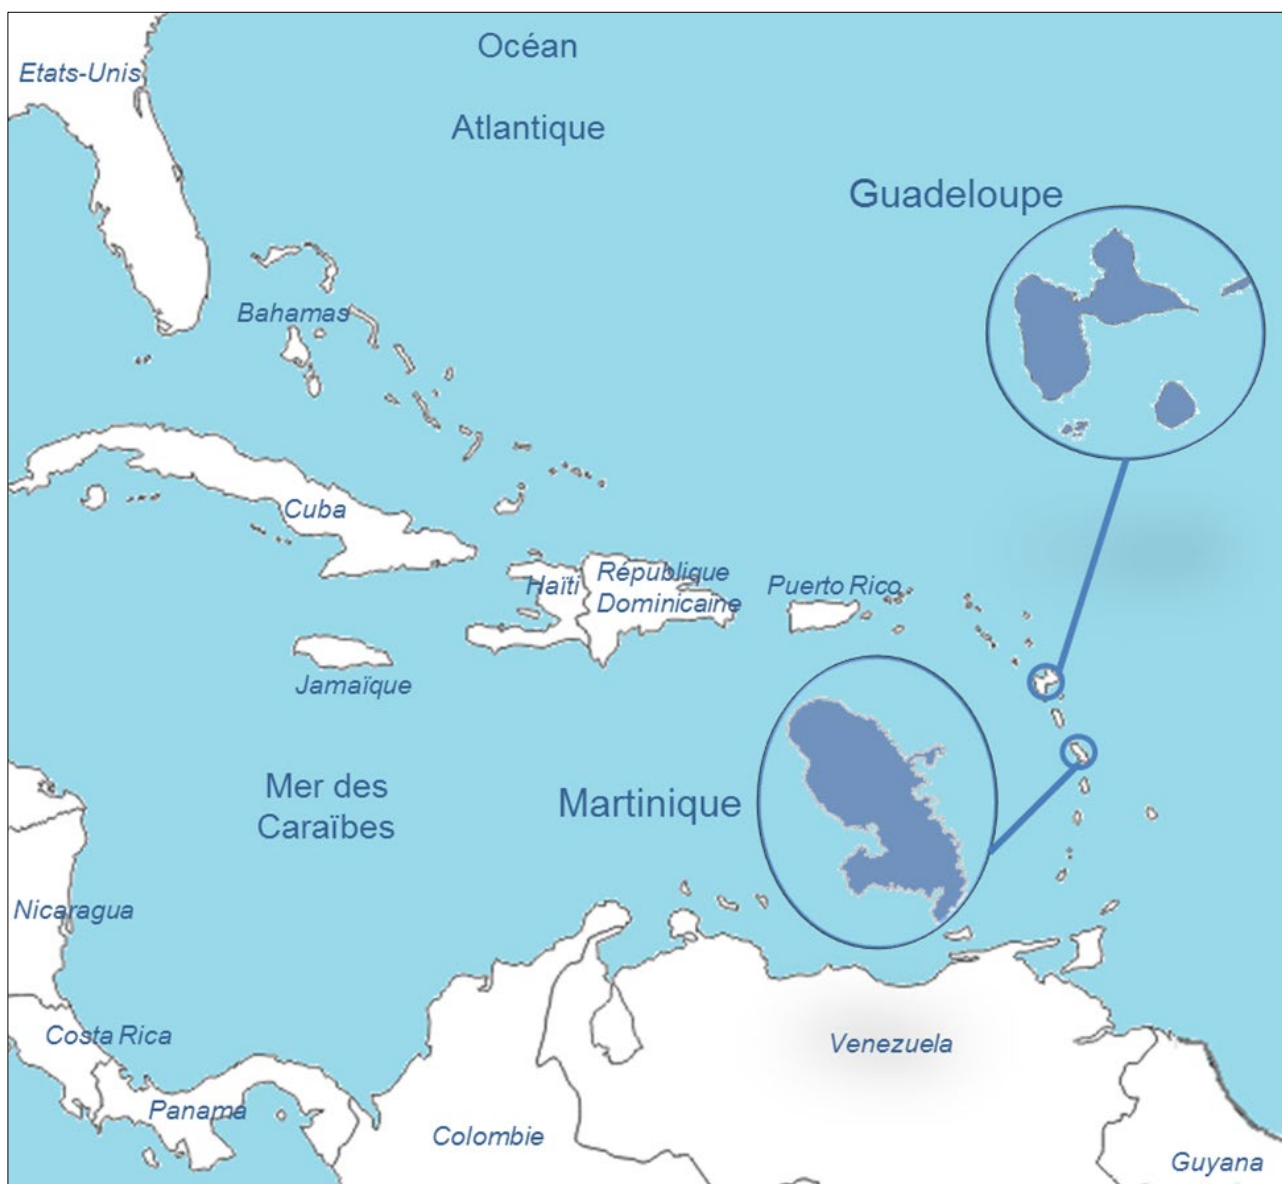 Océan
Etats-Unis
Atlantique
Guadeloupe
Bahamas
Cuba
Haïti
République
Dominicaine
Puerto Rico
Jamaïque
Mer des
Caraïbes
Martinique
Nicaragua
Costa Rica
Venezuela
Panama
Colombie
Guyana